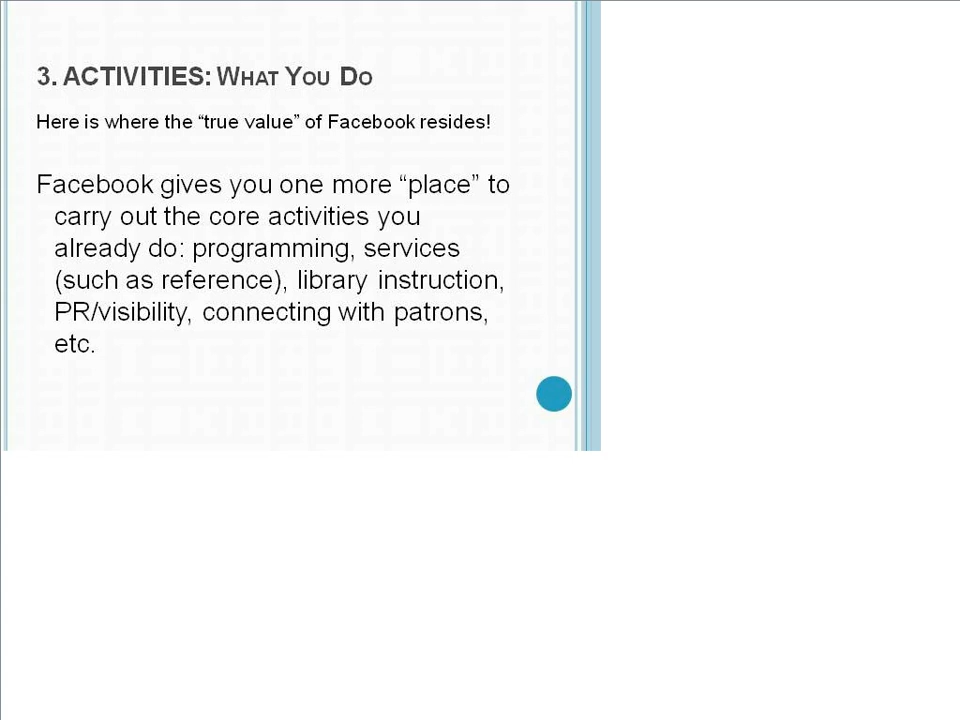 3. ACTIVITIES: WHAT YOU DO
Here is where the “true value” of Facebook resides!
Facebook gives you one more “place” to
carry out the core activities you
already do: programming, services
(such as reference), library instruction,
PR/visibility, connecting with patrons,
etc.